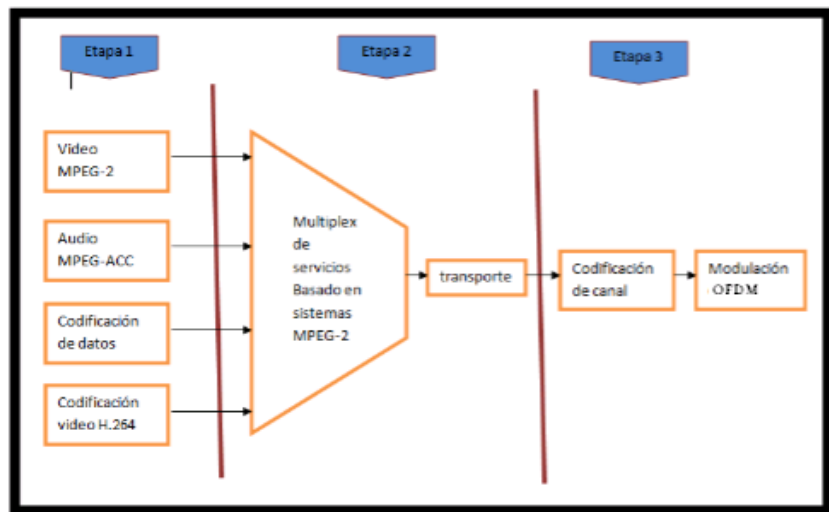 Etapa 1
Etapa 2
Etapa 3
Video
MPEG-2
Audio
MPEG-ACC
Codificación
de datos
Codificación
video H.264
Multiplex
de
servicios
Basado en
sistemas
MPEG-2
transporte
Codificación
de canal
Modulación
OFDM